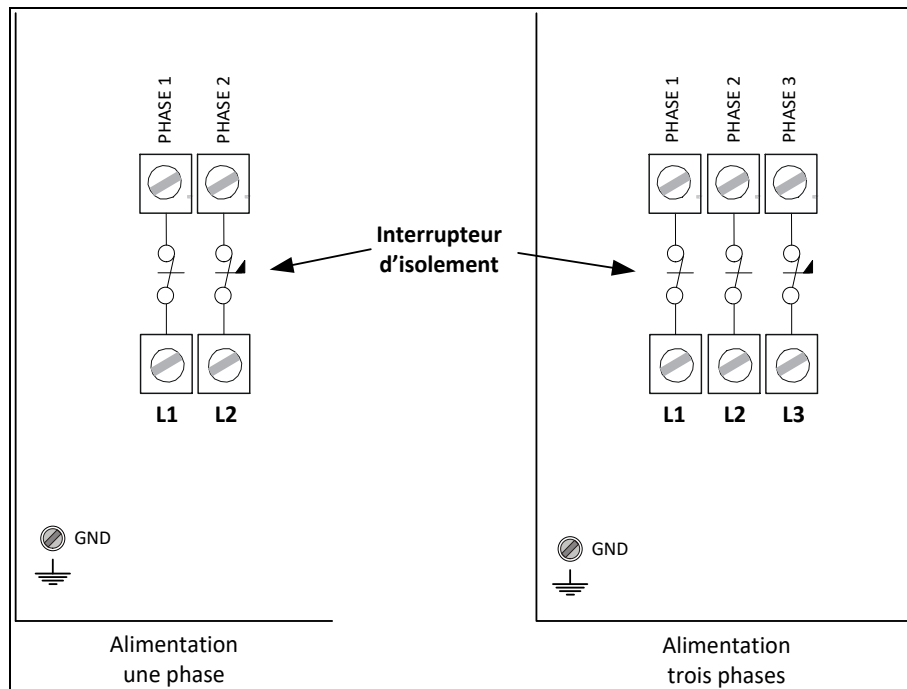 PHASE 1
PHASE 2
L1
L2
GND
Alimentation
une phase
Interrupteur
d’isolement
PHASE 1
PHASE 2
PHASE 3
L1
L2
L3
GND
Alimentation
trois phases